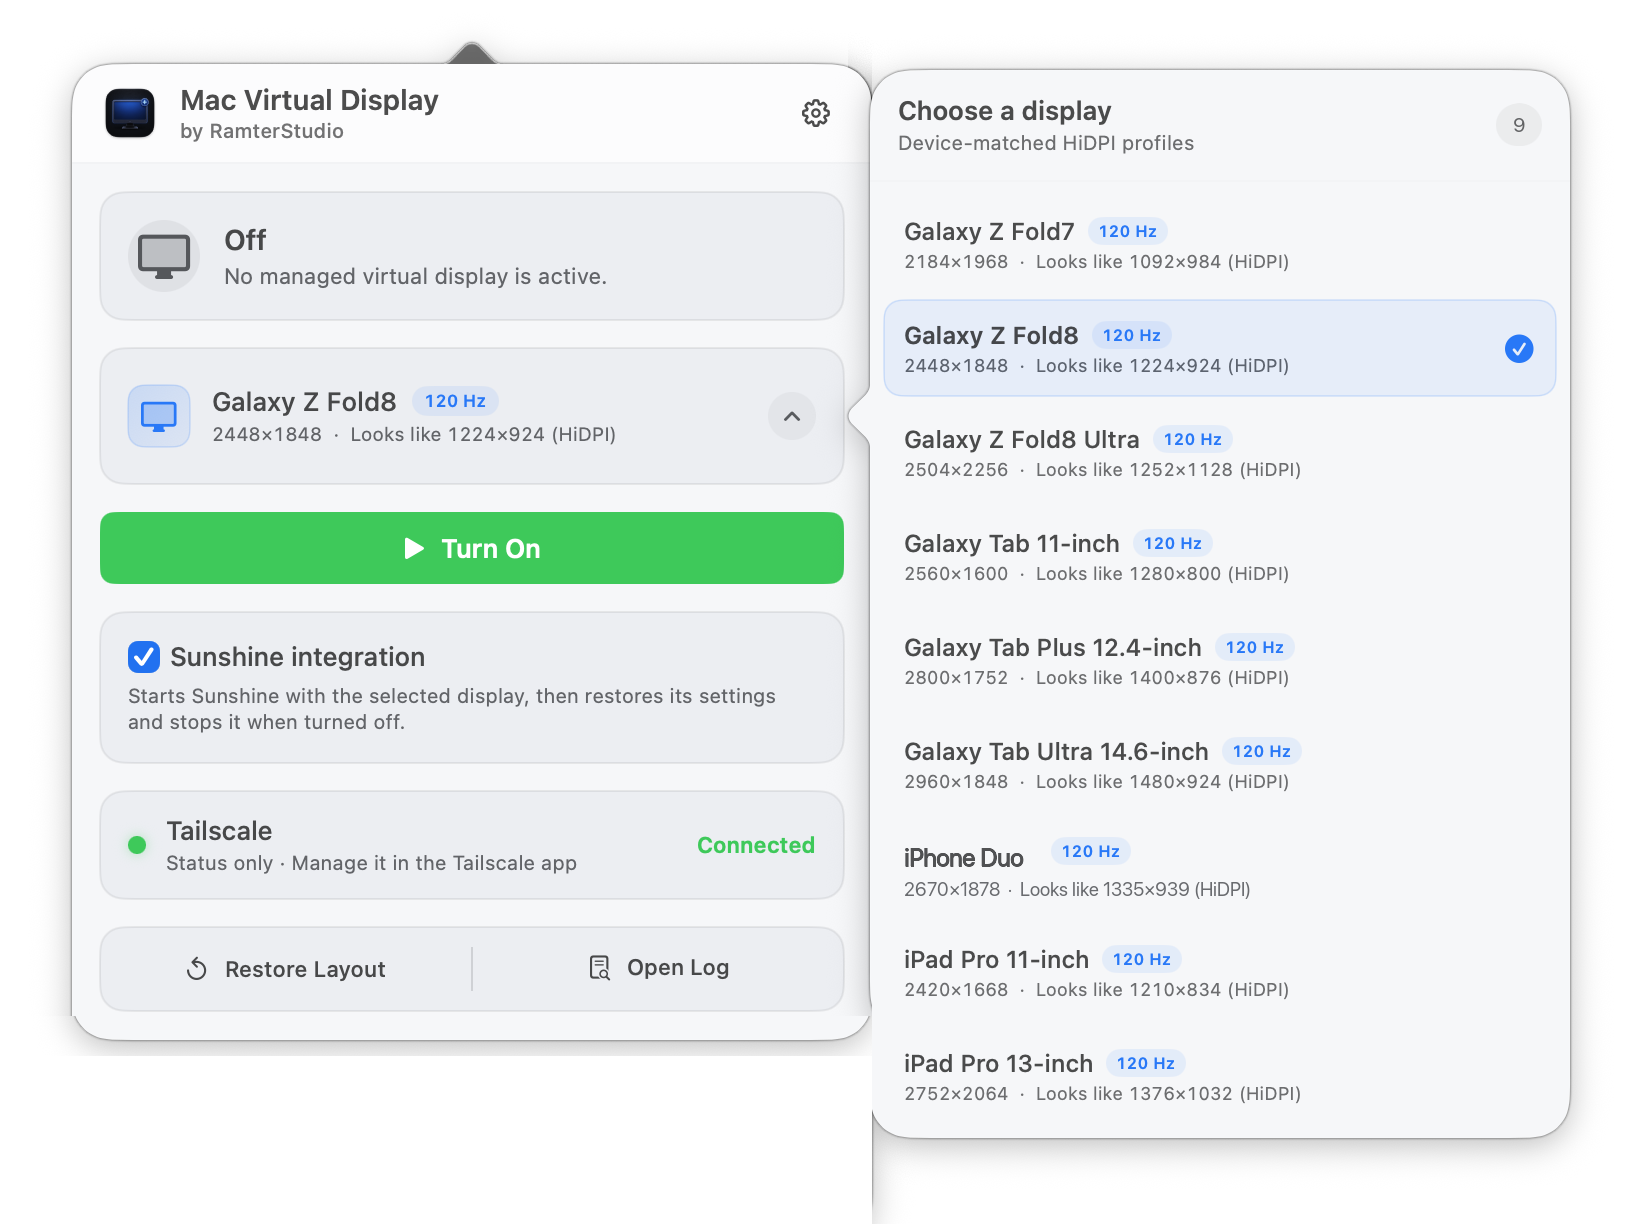 Mac Virtual Display
by RamterStudio
Off
No managed virtual display is active.
Galaxy Z Fold8 120 Hz
2448×1848 · Looks like 1224×924 (HiDPI)
Turn On
Sunshine integration
Starts Sunshine with the selected display, then restores its settings
and stops it when turned off.
Tailscale
Status only · Manage it in the Tailscale app
Connected
Restore Layout
Open Log
Choose a display
Device-matched HiDPI profiles
9
Galaxy Z Fold7 120 Hz
2184×1968 · Looks like 1092×984 (HiDPI)
Galaxy Z Fold8 120 Hz
2448×1848 · Looks like 1224×924 (HiDPI)
Galaxy Z Fold8 Ultra 120 Hz
2504×2256 · Looks like 1252×1128 (HiDPI)
Galaxy Tab 11-inch 120 Hz
2560×1600 · Looks like 1280×800 (HiDPI)
Galaxy Tab Plus 12.4-inch 120 Hz
2800×1752 · Looks like 1400×876 (HiDPI)
Galaxy Tab Ultra 14.6-inch 120 Hz
2960×1848 · Looks like 1480×924 (HiDPI)
iPhone Duo 120 Hz
2670×1878 · Looks like 1335×939 (HiDPI)
iPad Pro 11-inch 120 Hz
2420×1668 · Looks like 1210×834 (HiDPI)
iPad Pro 13-inch 120 Hz
2752×2064 · Looks like 1376×1032 (HiDPI)